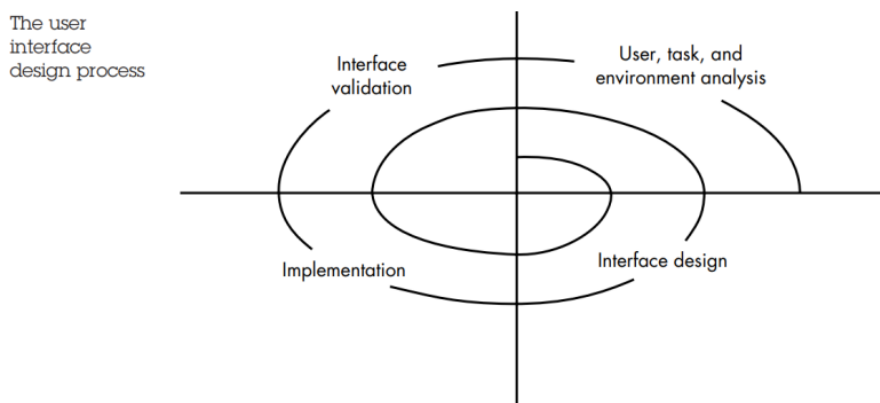 The user
interface
design process
Interface
validation
User, task, and
environment analysis
Implementation
Interface design